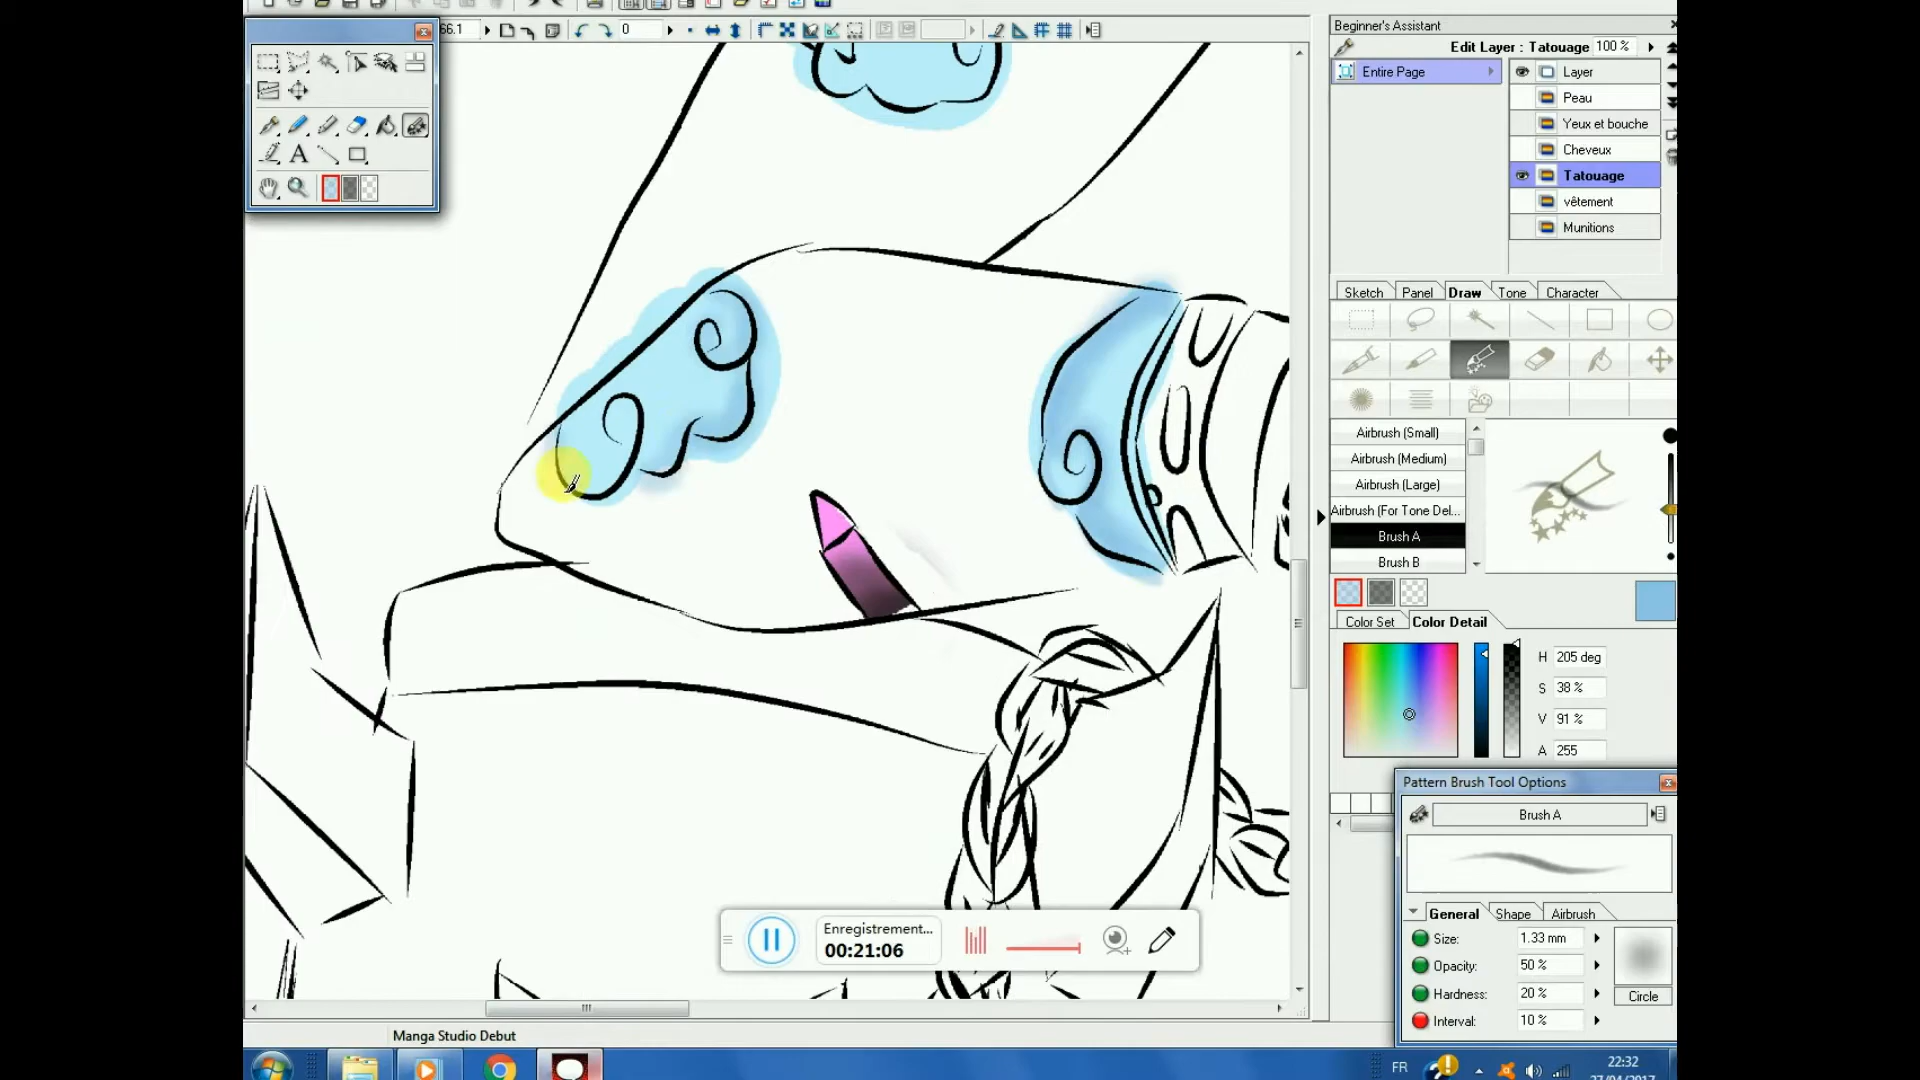 66.1
0
Beginner's Assistant
Edit Layer : Tatouage 100 %
Entire Page
Layer
Peau
Yeux et bouche
Cheveux
Tatouage
vêtement
Munitions
A
Sketch Panel Draw Tone Character
Airbrush (Small)
Airbrush (Medium)
Airbrush (Large)
Airbrush (For Tone Del...
Brush A
Brush B
Color Set Color Detail
H 205 deg
S 38 %
V 91 %
A 255
Pattern Brush Tool Options
Brush A
General Shape Airbrush
Size: 1.33 mm
Opacity: 50 %
Hardness: 20 %
Circle
Interval: 10 %
Enregistrement...
00:21:06
Manga Studio Debut
FR
22:32
27/04/2017